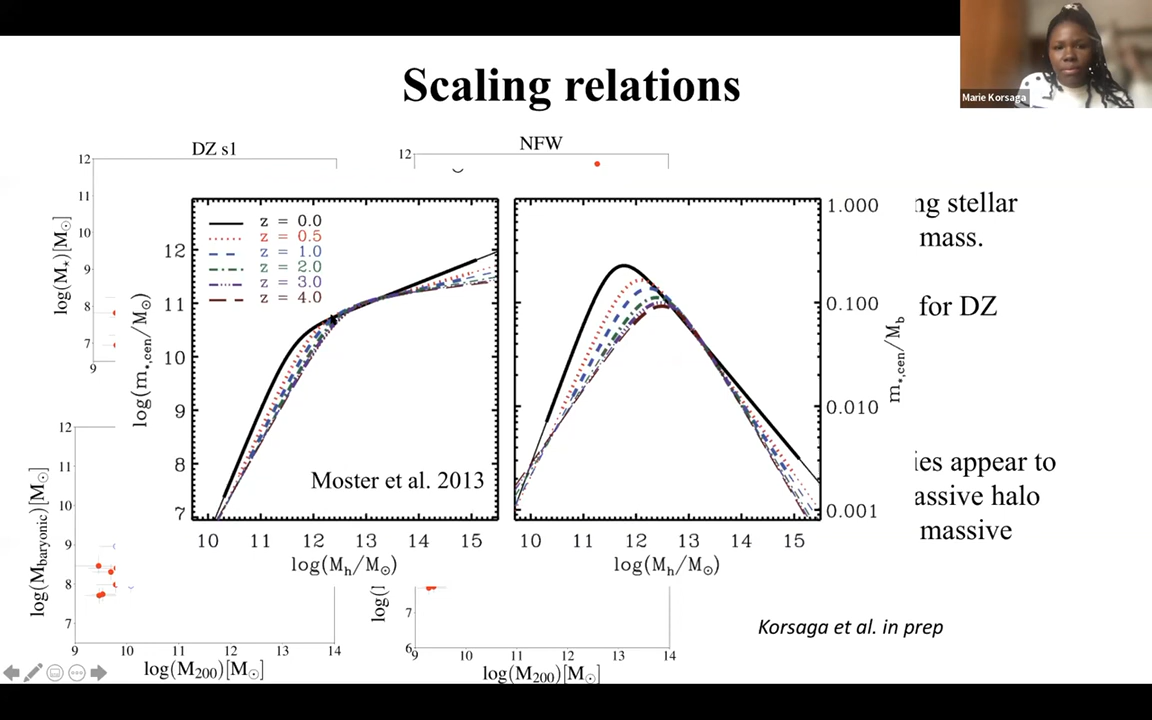 Marie Korsaga
Scaling relations
DZ s1
NFW
12
11
10
9
8
7
9
log(M⋆)[M⊙]
12
ng stellar
mass.
for DZ
ies appear to
assive halo
massive
z = 0.0
z = 0.5
z = 1.0
z = 2.0
z = 3.0
z = 4.0
12
11
10
9
8
7
log(m*,cen/M⊙)
Moster et al. 2013
10 11 12 13 14 15
log(Mh/M⊙)
1.000
0.100
0.010
0.001
m*,cen/Mb
10 11 12 13 14 15
log(Mh/M⊙)
12
11
10
9
8
7
log(Mbaryonic)[M⊙]
9 10 11 12 13 14
log(M200)[M⊙]
7
6
log(
9 10 11 12 13 14
log(M200)[M⊙]
Korsaga et al. in prep